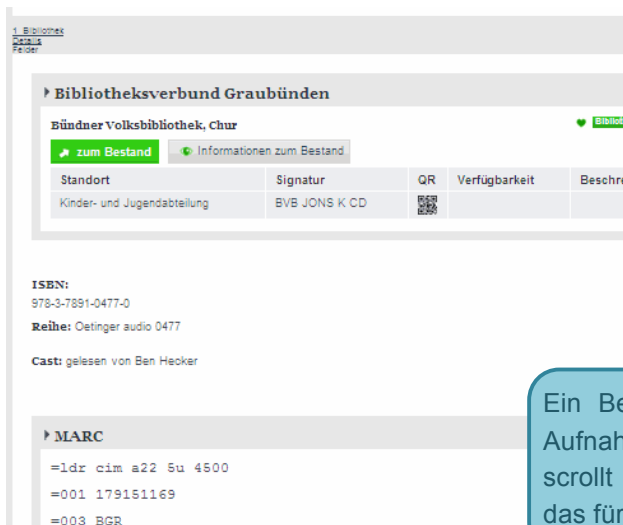 1 Bibliothek
Details
Felder
Bibliotheksverbund Graubünden
Bündner Volksbibliothek, Chur
zum Bestand Informationen zum Bestand
Standort Signatur QR Verfügbarkeit
Kinder- und Jugendabteilung BVB JONS K CD
ISBN:
978-3-7891-0477-0
Reihe: Oetinger audio 0477
Cast: gelesen von Ben Hecker
Ein
MARC
=ldr cim a22 5u 4500
=001 179151169
=003 BGR
scrollt
das für